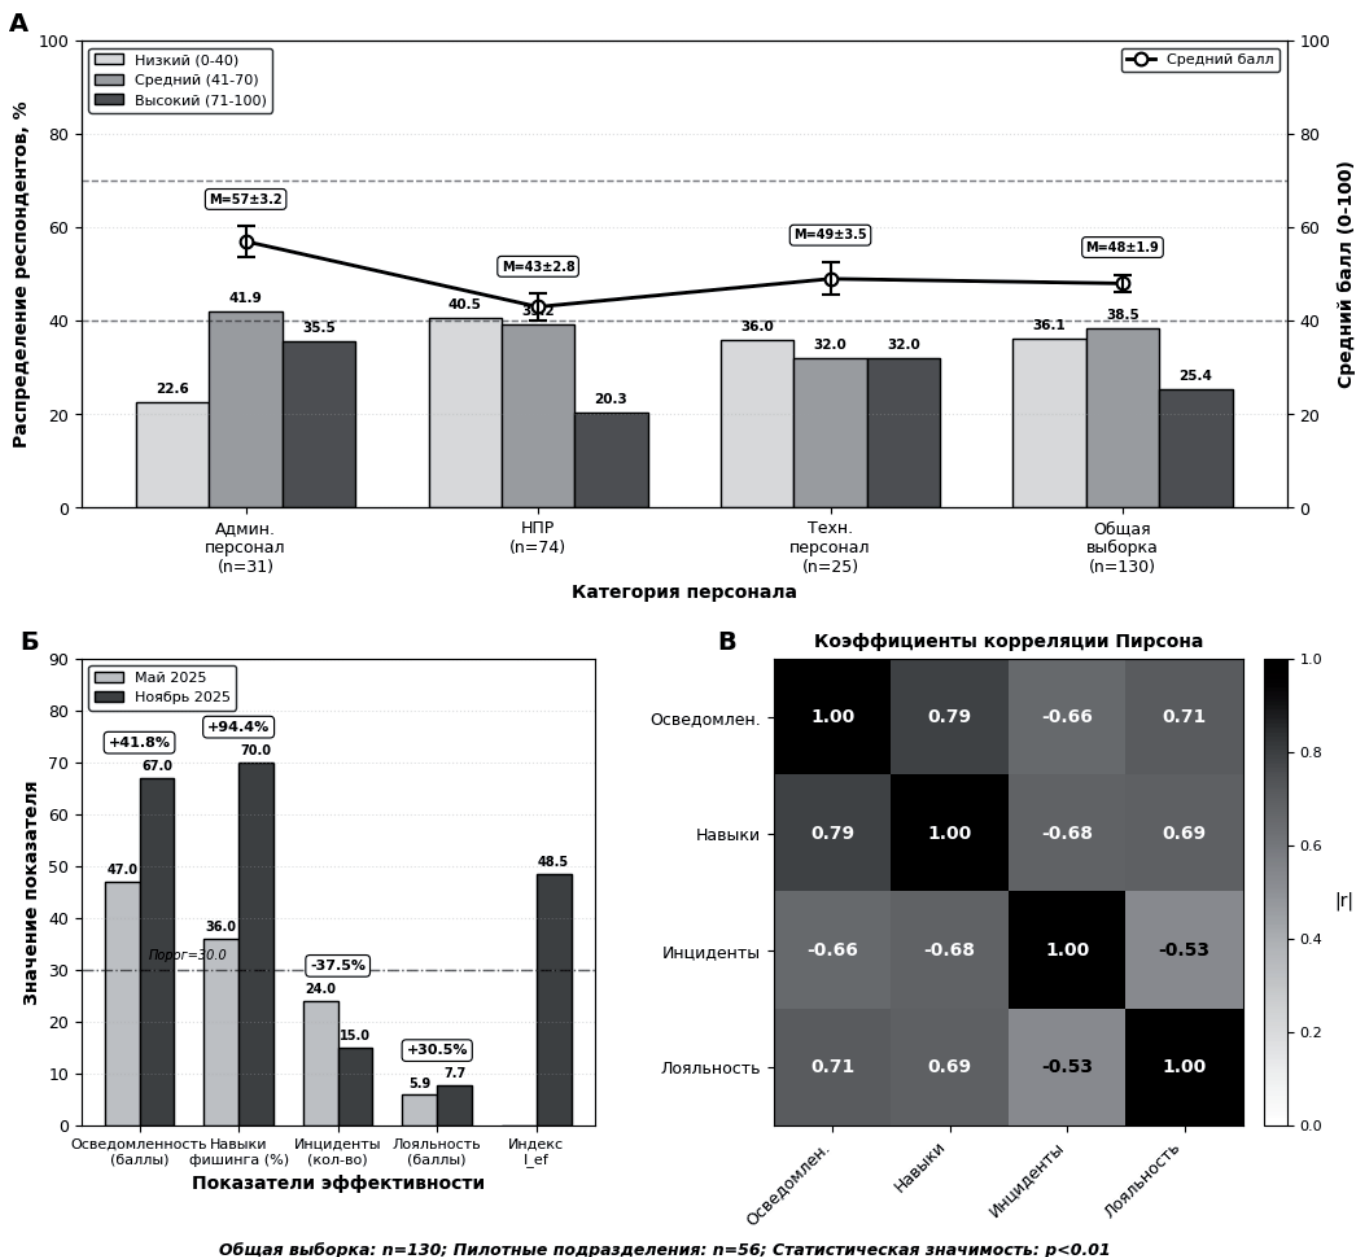 А
Низкий (0-40)
Средний (41-70)
Высокий (71-100)
Средний балл
Распределение респондентов, %
100
80
60
40
20
0
100
80
60
40
20
0
Средний балл (0-100)
M=57±3.2
M=43±2.8
M=49±3.5
M=48±1.9
22.6
41.9
35.5
40.5
39.2
20.3
36.0
32.0
32.0
36.1
38.5
25.4
Админ.
персонал
(n=31)
НПР
(n=74)
Техн.
персонал
(n=25)
Общая
выборка
(n=130)
Категория персонала
Б
Май 2025
Ноябрь 2025
Значение показателя
90
80
70
60
50
40
30
20
10
0
+41.8%
+94.4%
-37.5%
+30.5%
47.0
67.0
36.0
70.0
24.0
15.0
5.9
7.7
48.5
Порог=30.0
Осведомленность
(баллы)
Навыки
фишинга (%)
Инциденты
(кол-во)
Лояльность
(баллы)
Индекс
I_ef
Показатели эффективности
В
Коэффициенты корреляции Пирсона
Осведомлен.
1.00 0.79 -0.66 0.71
Навыки
0.79 1.00 -0.68 0.69
Инциденты
-0.66 -0.68 1.00 -0.53
Лояльность
0.71 0.69 -0.53 1.00
Осведомлен.
Навыки
Инциденты
Лояльность
1.0
0.8
0.6
0.4
0.2
0.0
|r|
Общая выборка: n=130; Пилотные подразделения: n=56; Статистическая значимость: p<0.01